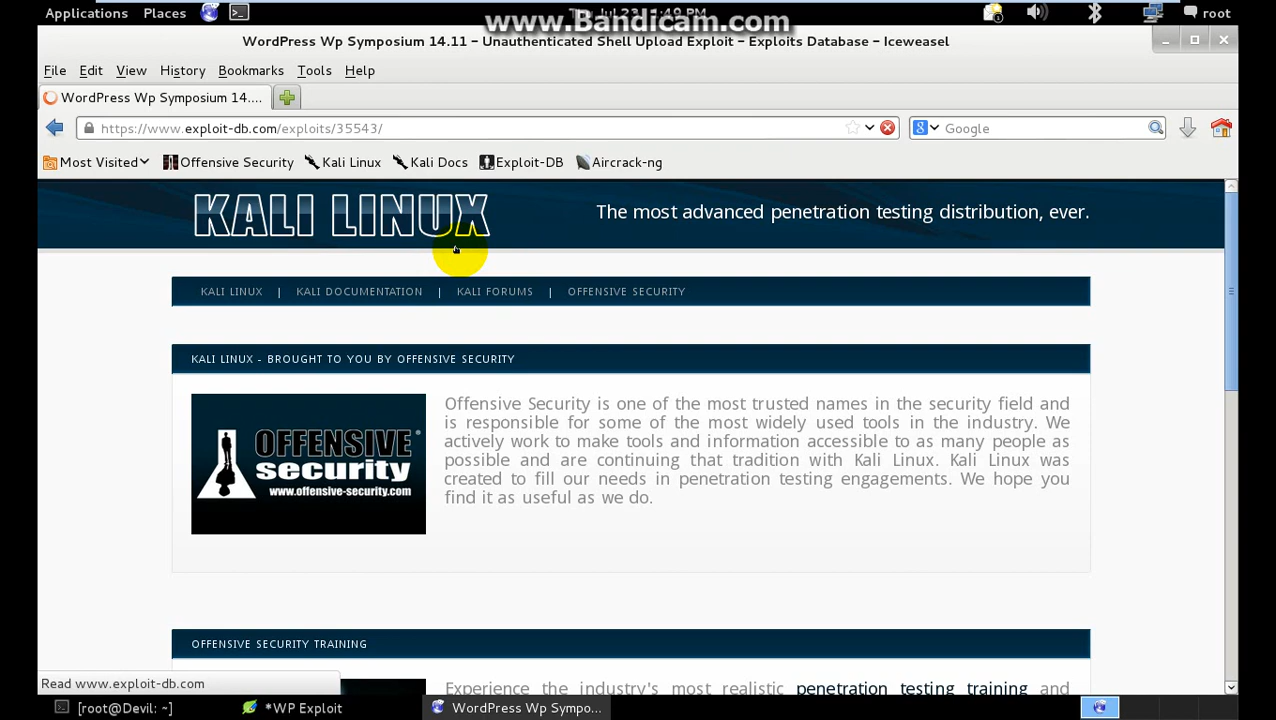 Applications Places Thu Jul 23, 1:49 PM root
www.Bandicam.com
WordPress Wp Symposium 14.11 – Unauthenticated Shell Upload Exploit – Exploits Database – Iceweasel
File Edit View History Bookmarks Tools Help
WordPress Wp Symposium 14....
https://www.exploit-db.com/exploits/35543/ Google
Most Visited Offensive Security Kali Linux Kali Docs Exploit-DB Aircrack-ng
KALI LINUX The most advanced penetration testing distribution, ever.
KALI LINUX | KALI DOCUMENTATION | KALI FORUMS | OFFENSIVE SECURITY
KALI LINUX - BROUGHT TO YOU BY OFFENSIVE SECURITY
OFFENSIVE
security
www.offensive-security.com
Offensive Security is one of the most trusted names in the security field and
is responsible for some of the most widely used tools in the industry. We
actively work to make tools and information accessible to as many people as
possible and are continuing that tradition with Kali Linux. Kali Linux was
created to fill our needs in penetration testing engagements. We hope you
find it as useful as we do.
OFFENSIVE SECURITY TRAINING
Experience the industry's most realistic penetration testing training and
Read www.exploit-db.com
[root@Devil: ~] *WP Exploit WordPress Wp Sympo...